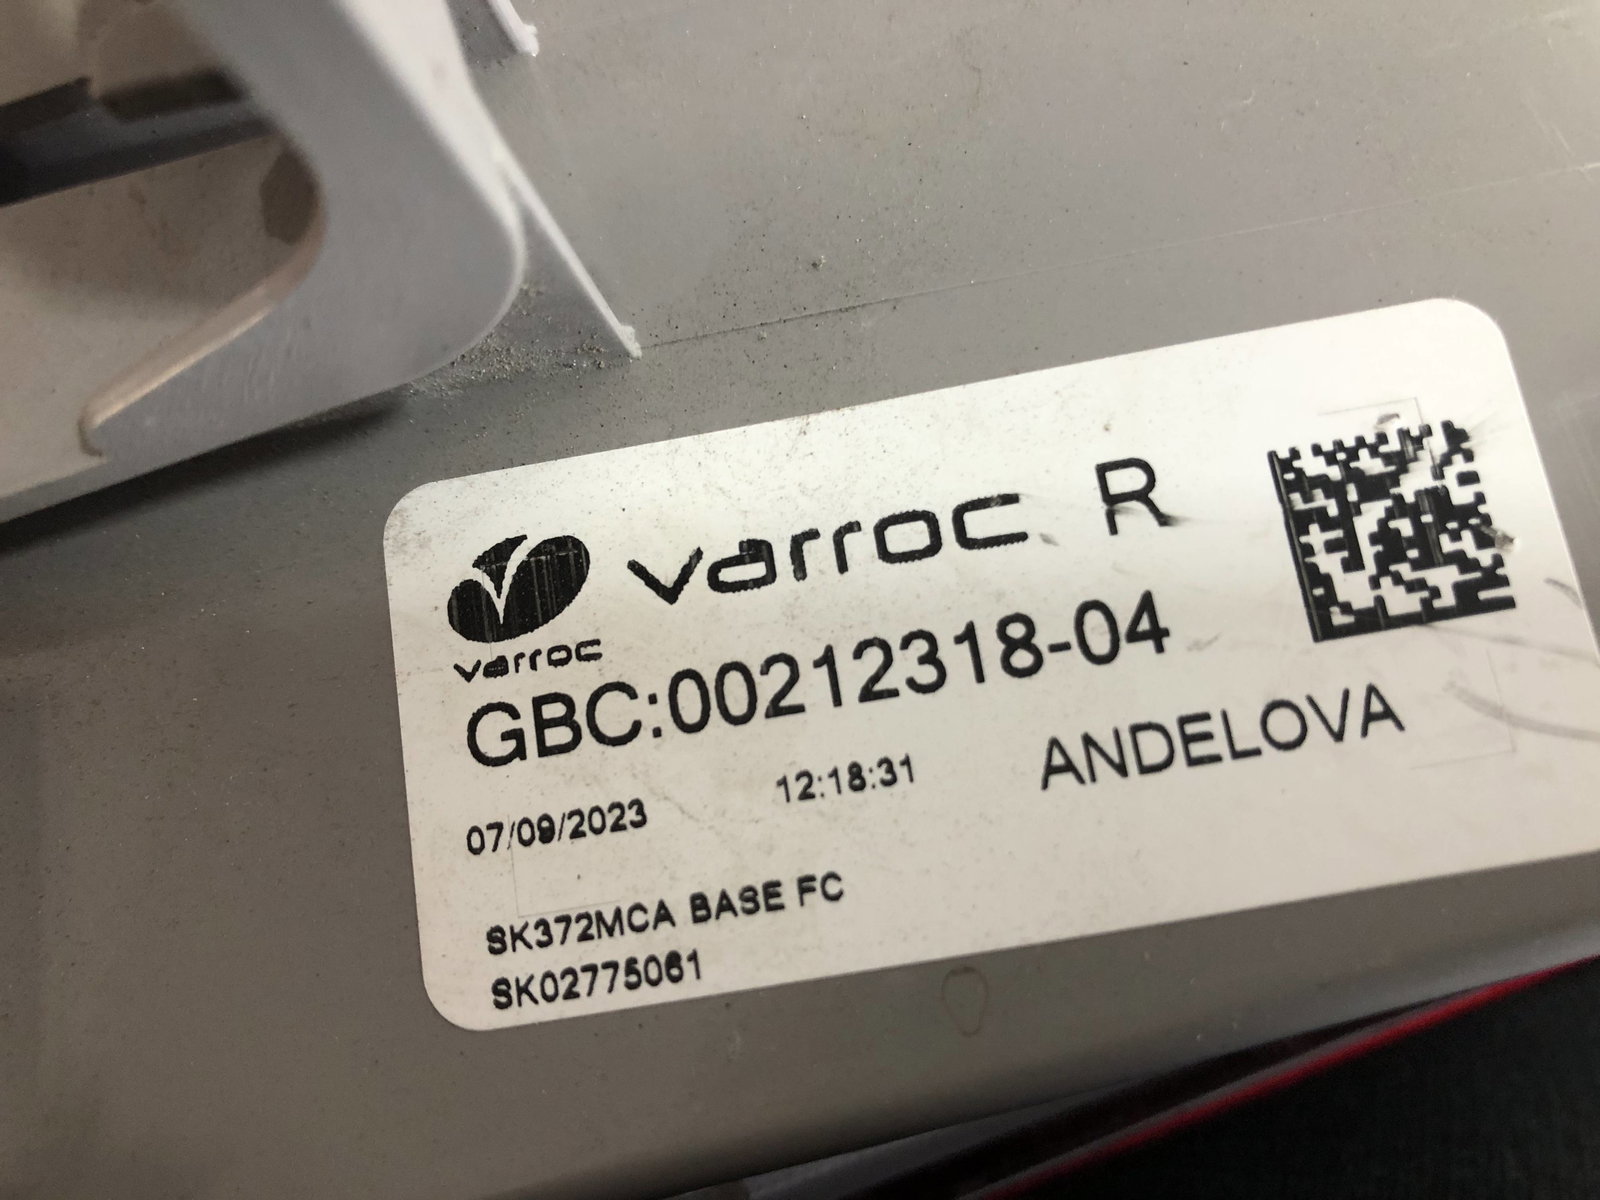 varroc R
varroc
GBC:00212318-04
07/09/2023 12:18:31 ANDELOVA
SK372MCA BASE FC
SK02775061